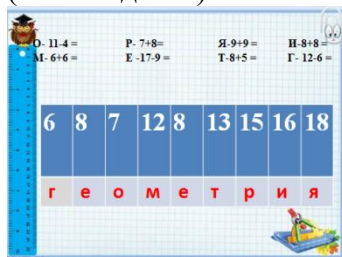 О- 11-4 = Р- 7+8= Я-9+9 = И-8+8 =
М- 6+6 = Е -17-9 = Т-8+5 = Г- 12-6 =
6 8 7 12 8 13 15 16 18
г е о м е т р и я